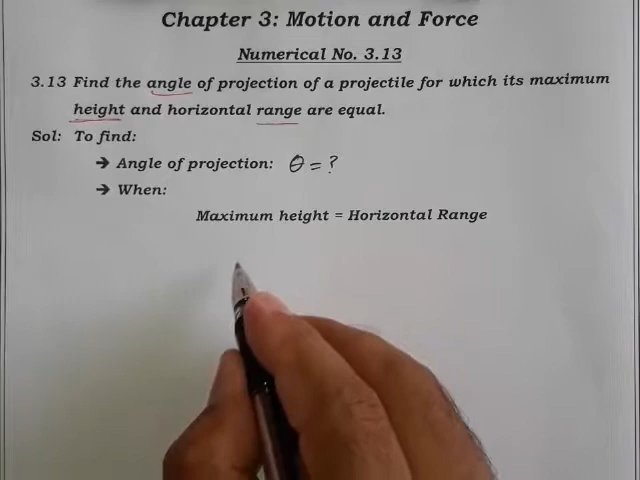 Chapter 3: Motion and Force
Numerical No. 3.13
3.13 Find the angle of projection of a projectile for which its maximum
height and horizontal range are equal.
Sol: To find:
➔ Angle of projection: θ = ?
➔ When:
Maximum height = Horizontal Range